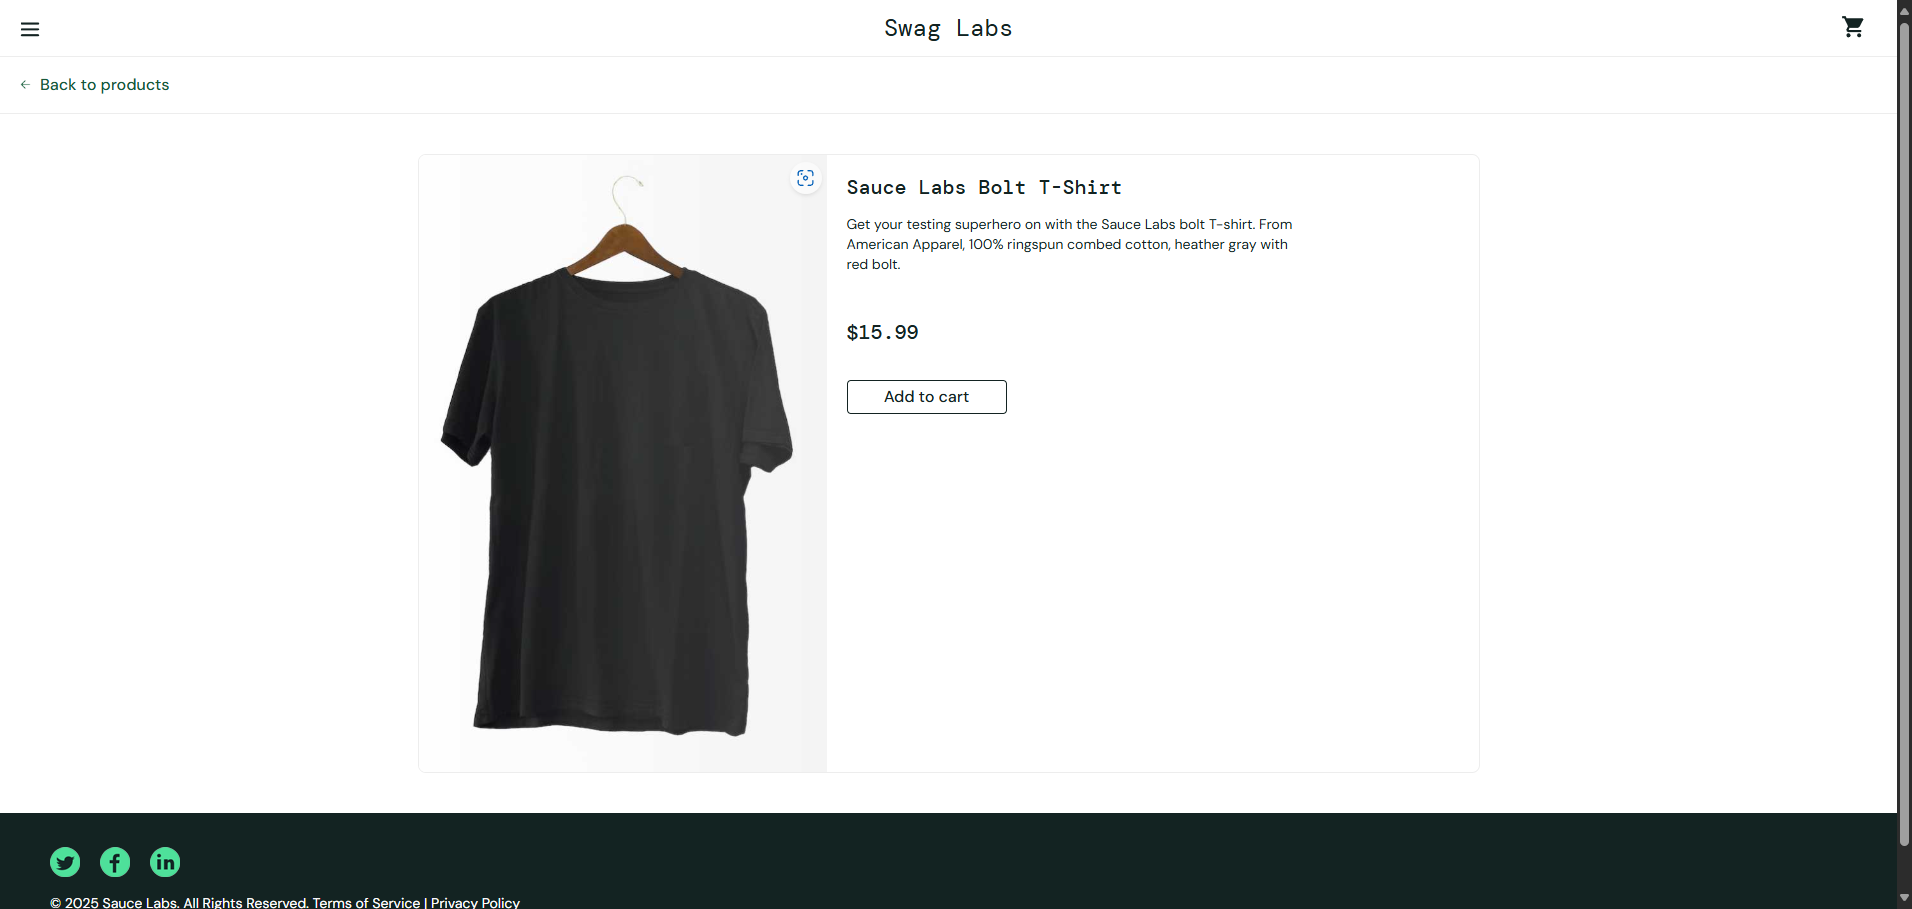 Swag Labs
Back to products
Sauce Labs Bolt T-Shirt
Get your testing superhero on with the Sauce Labs bolt T-shirt. From
American Apparel, 100% ringspun combed cotton, heather gray with
red bolt.
$15.99
Add to cart
© 2025 Sauce Labs. All Rights Reserved. Terms of Service | Privacy Policy